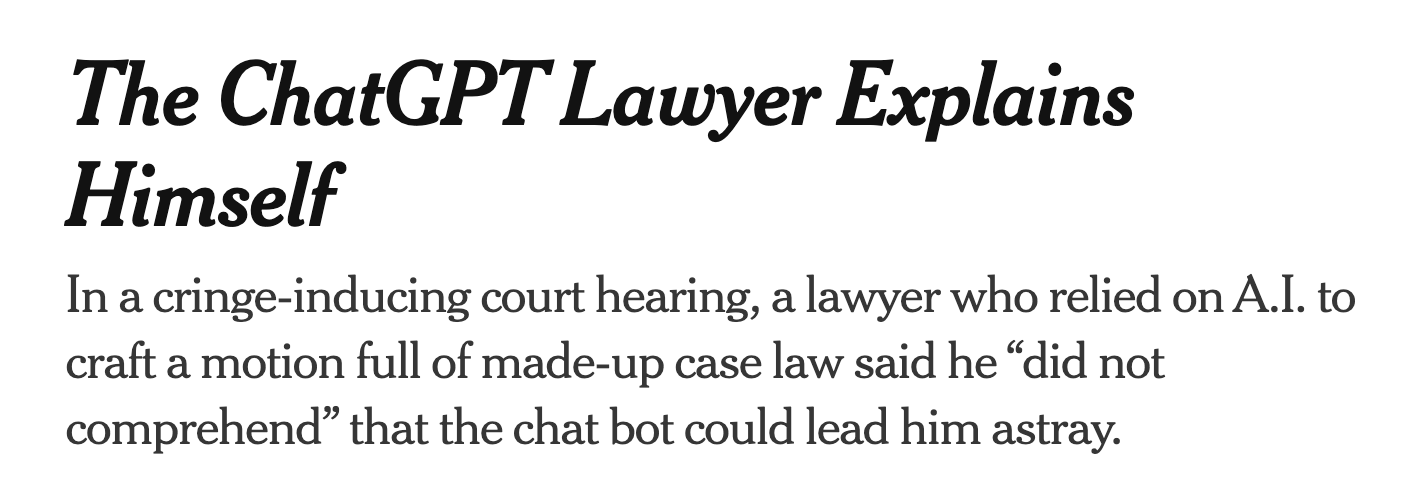 The ChatGPT Lawyer Explains
Himself
In a cringe-inducing court hearing, a lawyer who relied on A.I. to
craft a motion full of made-up case law said he “did not
comprehend” that the chat bot could lead him astray.